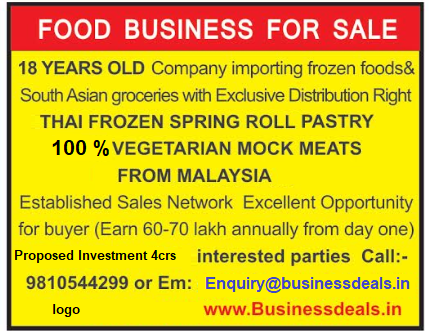 FOOD BUSINESS FOR SALE
18 YEARS OLD Company importing frozen foods&
South Asian groceries with Exclusive Distribution Right
THAI FROZEN SPRING ROLL PASTRY
100 % VEGETARIAN MOCK MEATS
FROM MALAYSIA
Established Sales Network Excellent Opportunity
for buyer (Earn 60-70 lakh annually from day one)
Proposed Investment 4crs interested parties Call:-
9810544299 or Em: Enquiry@businessdeals.in
logo www.Businessdeals.in